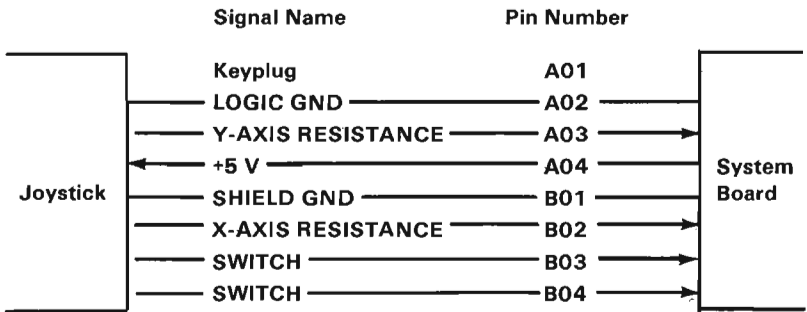 Signal Name Pin Number
Keyplug A01
LOGIC GND A02
Y-AXIS RESISTANCE A03
+5 V A04
Joystick System
SHIELD GND B01 Board
X-AXIS RESISTANCE B02
SWITCH B03
SWITCH B04